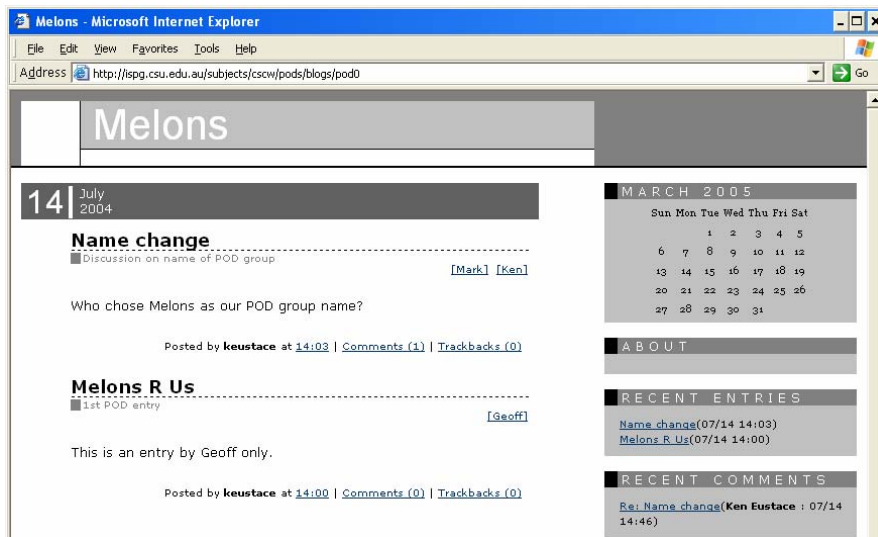 Melons - Microsoft Internet Explorer
File Edit View Favorites Tools Help
Address http://ispg.csu.edu.au/subjects/cscw/pods/blogs/pod0 Go
Melons
14 July
2004
Name change
Discussion on name of POD group
[Mark] [Ken]
Who chose Melons as our POD group name?
Posted by keustace at 14:03 | Comments (1) | Trackbacks (0)
Melons R Us
1st POD entry
[Geoff]
This is an entry by Geoff only.
Posted by keustace at 14:00 | Comments (0) | Trackbacks (0)
MARCH 2005
Sun Mon Tue Wed Thu Fri Sat
1 2 3 4 5
6 7 8 9 10 11 12
13 14 15 16 17 18 19
20 21 22 23 24 25 26
27 28 29 30 31
ABOUT
RECENT ENTRIES
Name change(07/14 14:03)
Melons R Us(07/14 14:00)
RECENT COMMENTS
Re: Name change(Ken Eustace : 07/14
14:46)